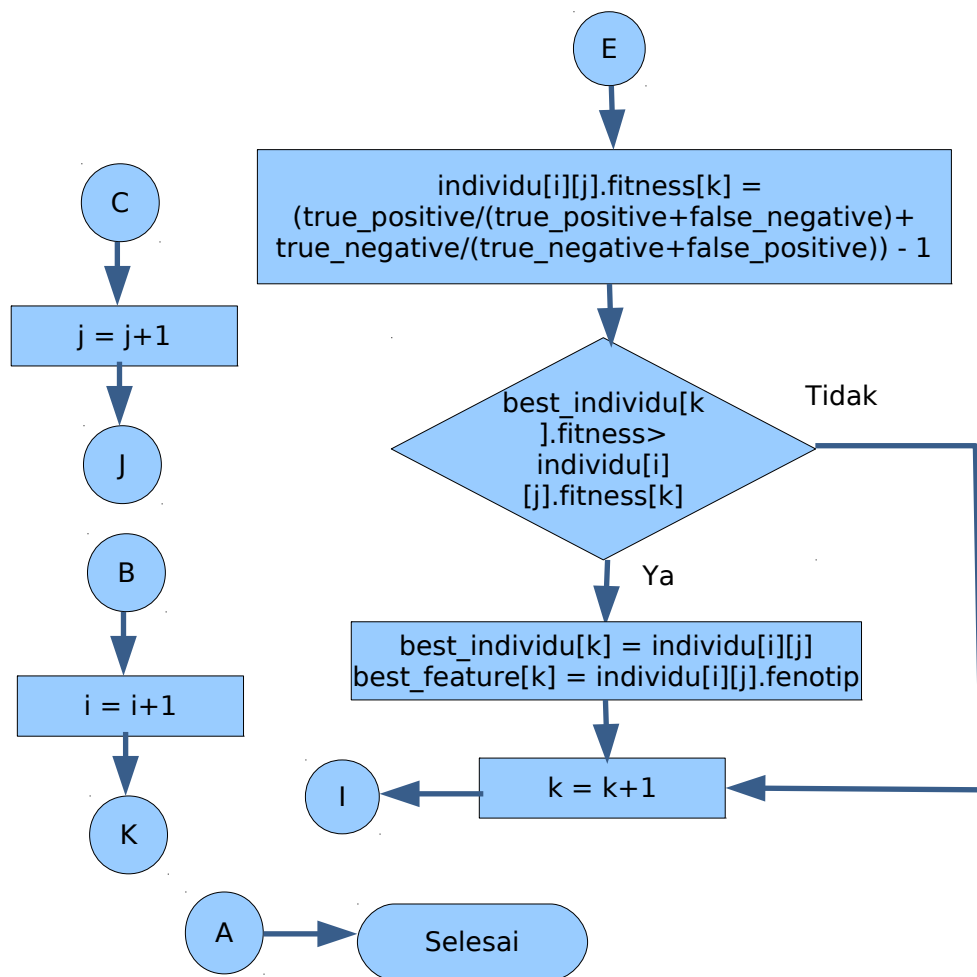 E
individu[i][j].fitness[k] =
(true_positive/(true_positive+false_negative)+
true_negative/(true_negative+false_positive)) - 1
best_individu[k
].fitness>
individu[i]
[j].fitness[k]
Tidak
Ya
best_individu[k] = individu[i][j]
best_feature[k] = individu[i][j].fenotip
k = k+1
I
C
j = j+1
J
B
i = i+1
K
A
Selesai